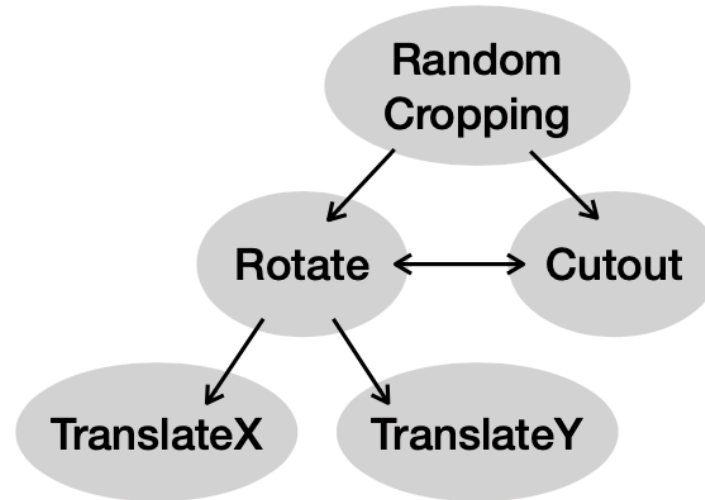 Random
Cropping
Rotate
Cutout
TranslateX
TranslateY